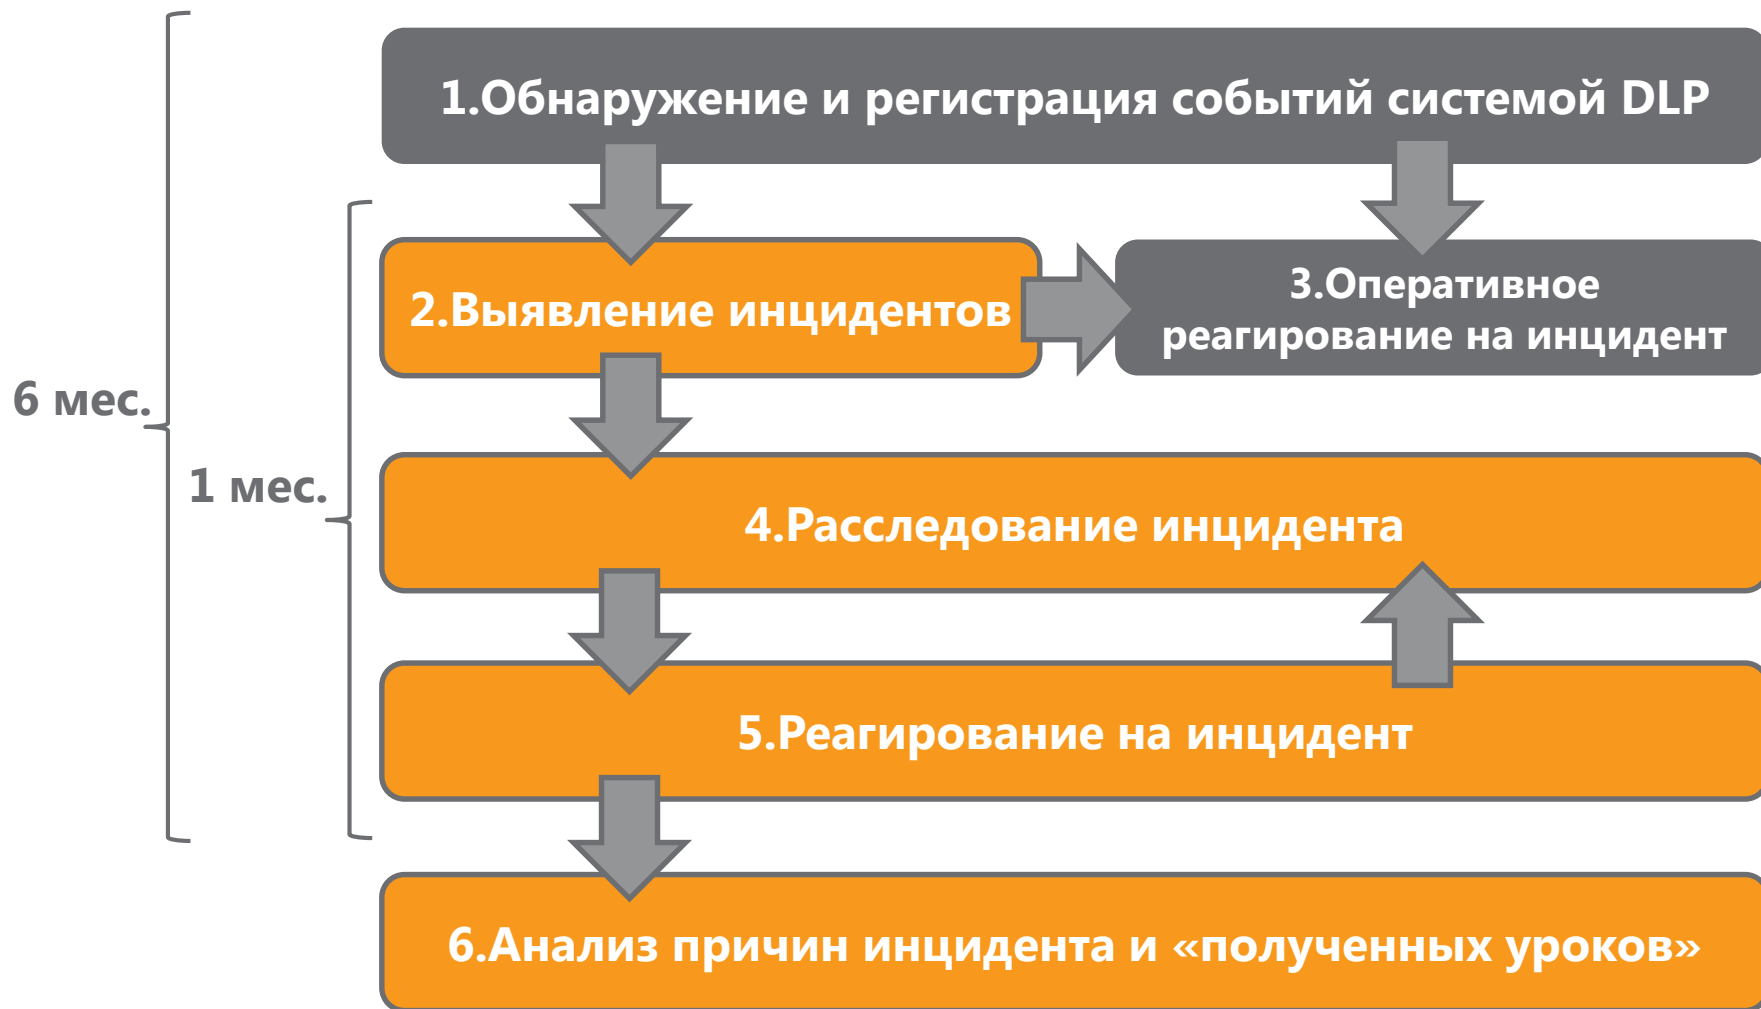 1.Обнаружение и регистрация событий системой DLP
2.Выявление инцидентов
3.Оперативное
реагирование на инцидент
6 мес.
1 мес.
4.Расследование инцидента
5.Реагирование на инцидент
6.Анализ причин инцидента и «полученных уроков»